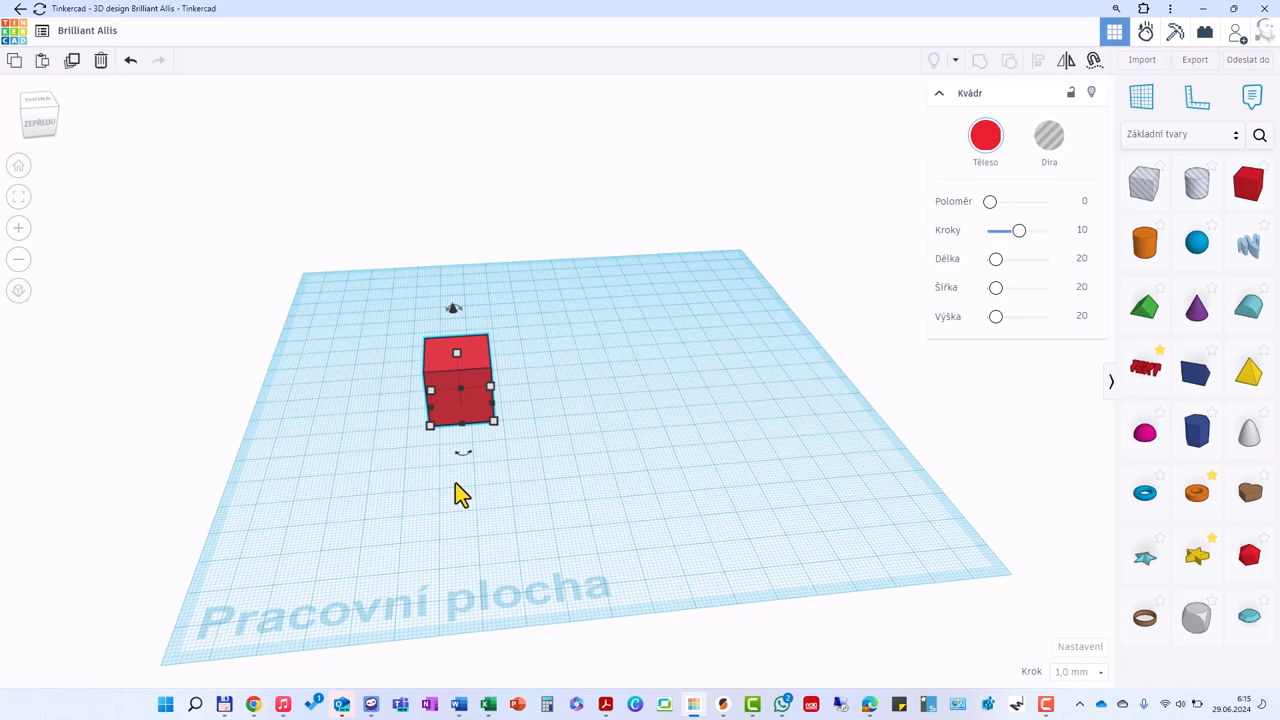 Tinkercad - 3D design Brilliant Allis - Tinkercad
TIN
KER
CAD
Brilliant Allis
Import
Export
Odeslat do
SHORA
ZEPŘEDU
Kvádr
Těleso
Díra
Poloměr 0
Kroky 10
Délka 20
Šířka 20
Výška 20
Základní tvary
Pracovní plocha
Nastavení
Krok 1,0 mm
6:15
29.06.2024